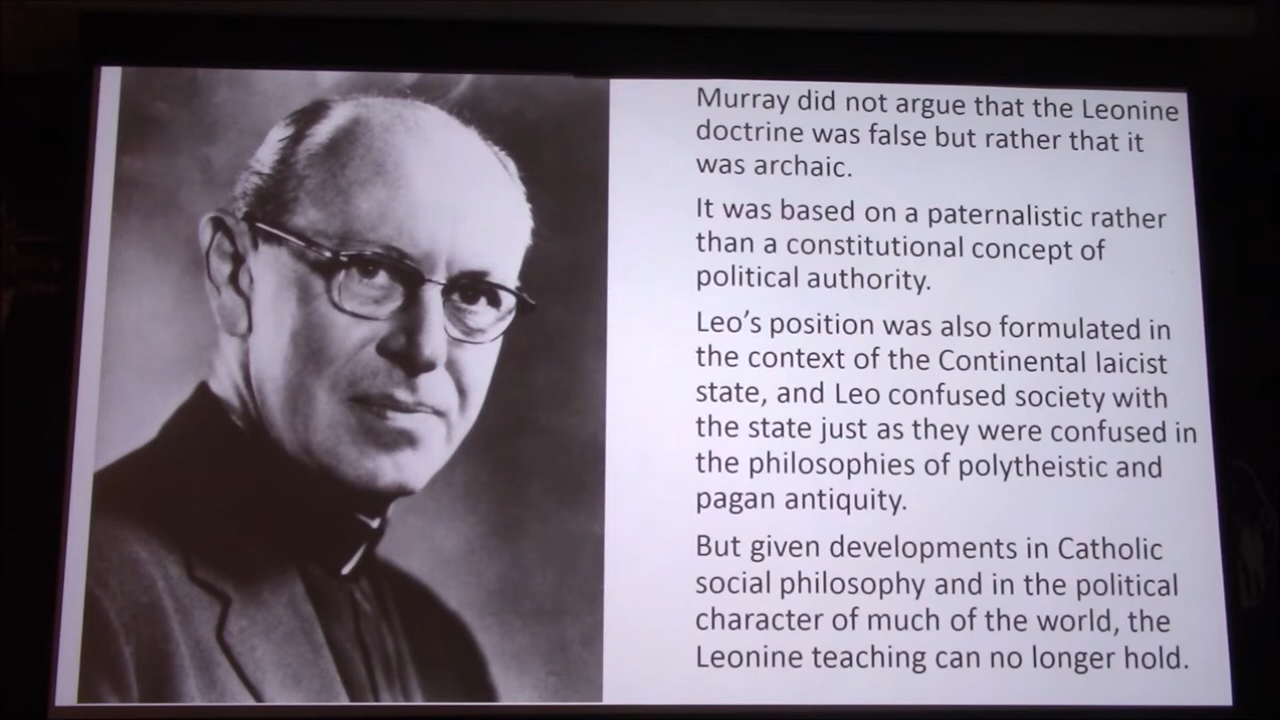 Murray did not argue that the Leonine
doctrine was false but rather that it
was archaic.
It was based on a paternalistic rather
than a constitutional concept of
political authority.
Leo’s position was also formulated in
the context of the Continental laicist
state, and Leo confused society with
the state just as they were confused in
the philosophies of polytheistic and
pagan antiquity.
But given developments in Catholic
social philosophy and in the political
character of much of the world, the
Leonine teaching can no longer hold.